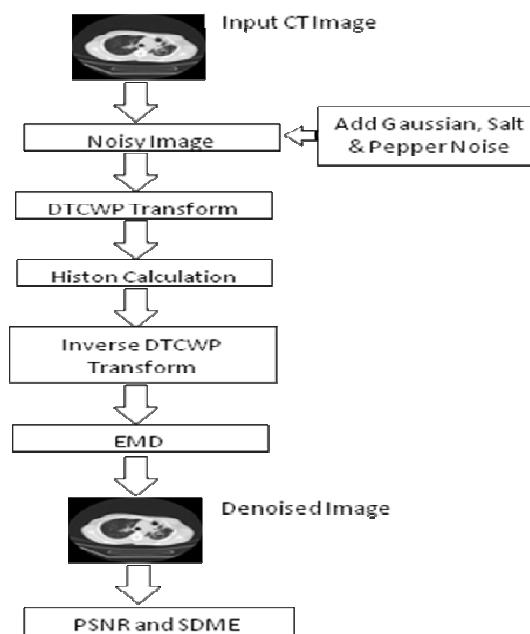 Input CT Image
Noisy Image
Add Gaussian, Salt
& Pepper Noise
DTCWP Transform
Histon Calculation
Inverse DTCWP
Transform
EMD
Denoised Image
PSNR and SDME